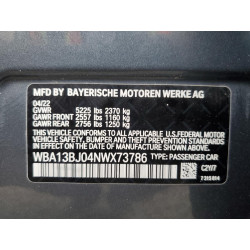 MFD BY BAYERISCHE MOTOREN WERKE AG
04/22
GVWR 5225 lbs 2370 kg
GAWR FRONT 2557 lbs 1160 kg
GAWR REAR 2756 lbs 1250 kg
THIS VEHICLE CONFORMS TO ALL APPLICABLE U.S. FEDERAL MOTOR
VEHICLE SAFETY, BUMPER, AND THEFT PREVENTION STANDARDS IN
EFFECT ON THE DATE OF MANUFACTURE SHOWN ABOVE.
WBA13BJ04NWX73786 TYPE: PASSENGER CAR
C2Y/7